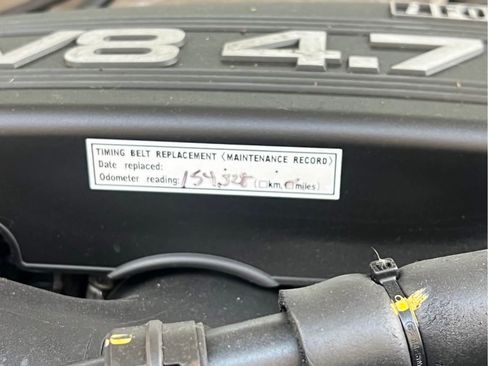 V8 4.7
TIMING BELT REPLACEMENT (MAINTENANCE RECORD)
Date replaced:
Odometer reading: 154,328 (□km, □miles)